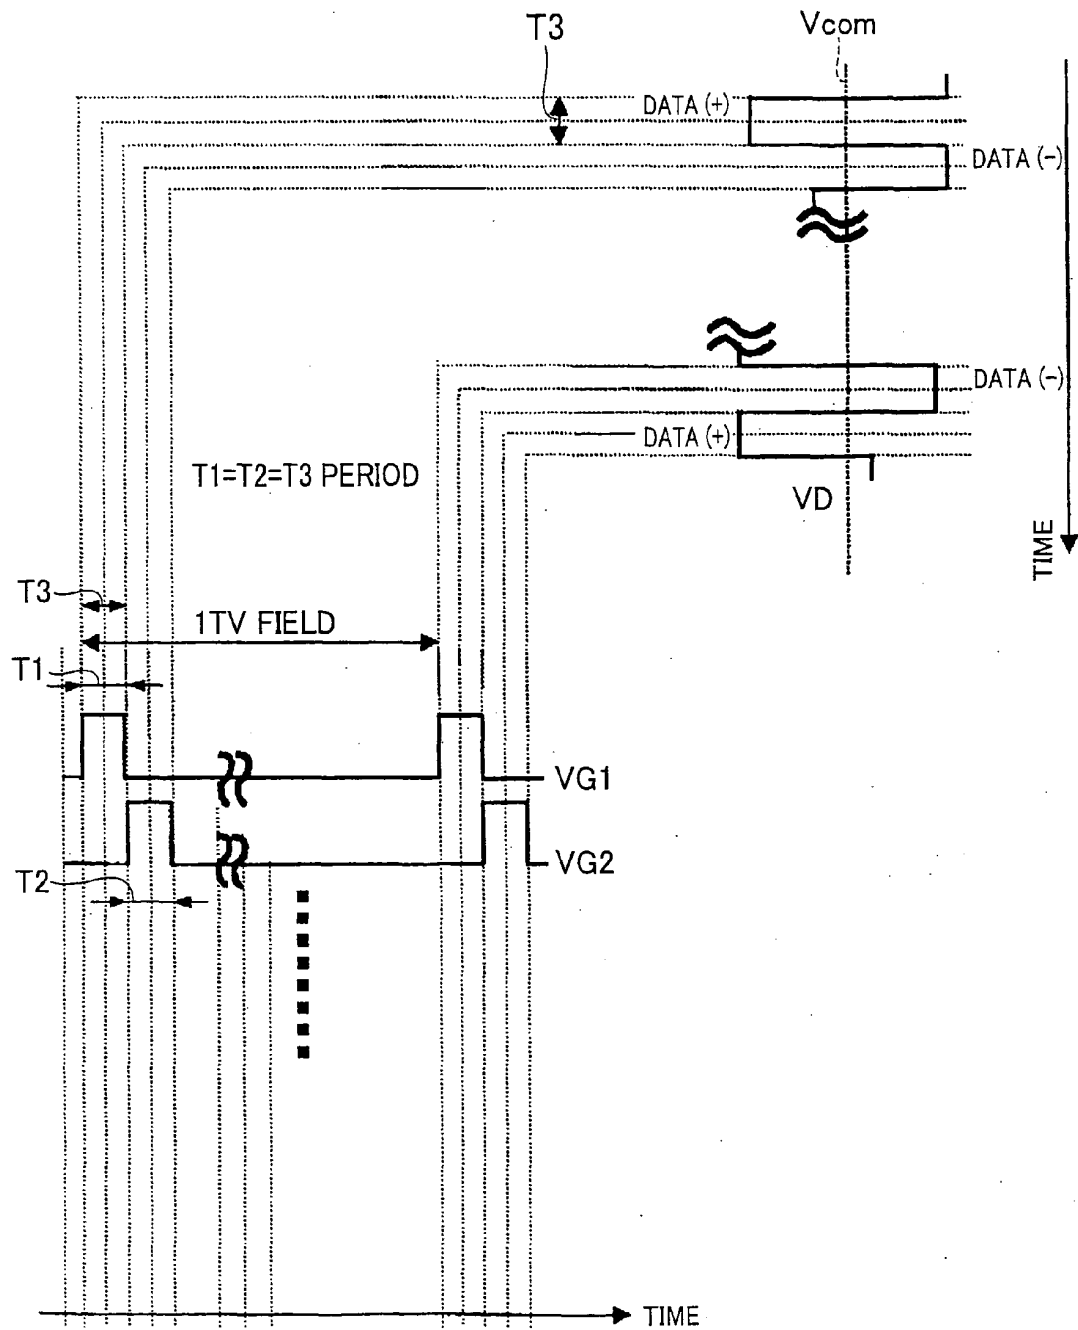 T3
Vcom
DATA (+)
DATA (-)
DATA (-)
DATA (+)
T1=T2=T3 PERIOD
VD
TIME
T3
1TV FIELD
T1
VG1
VG2
T2
TIME